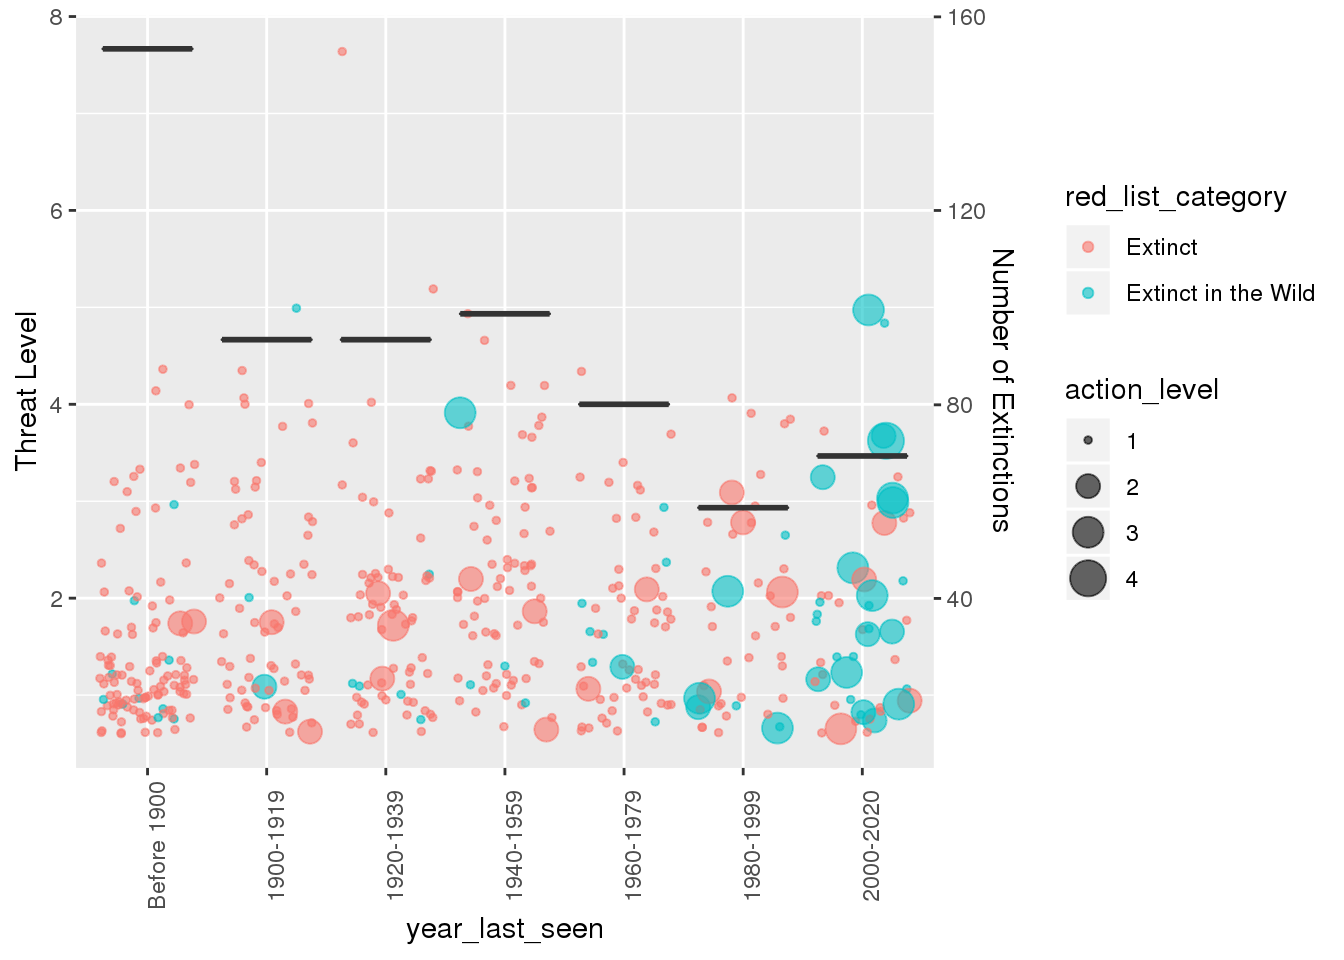 8
6
4
2
Threat Level
160
120
80
40
Number of Extinctions
Before 1900
1900-1919
1920-1939
1940-1959
1960-1979
1980-1999
2000-2020
year_last_seen
red_list_category
Extinct
Extinct in the Wild
action_level
1
2
3
4